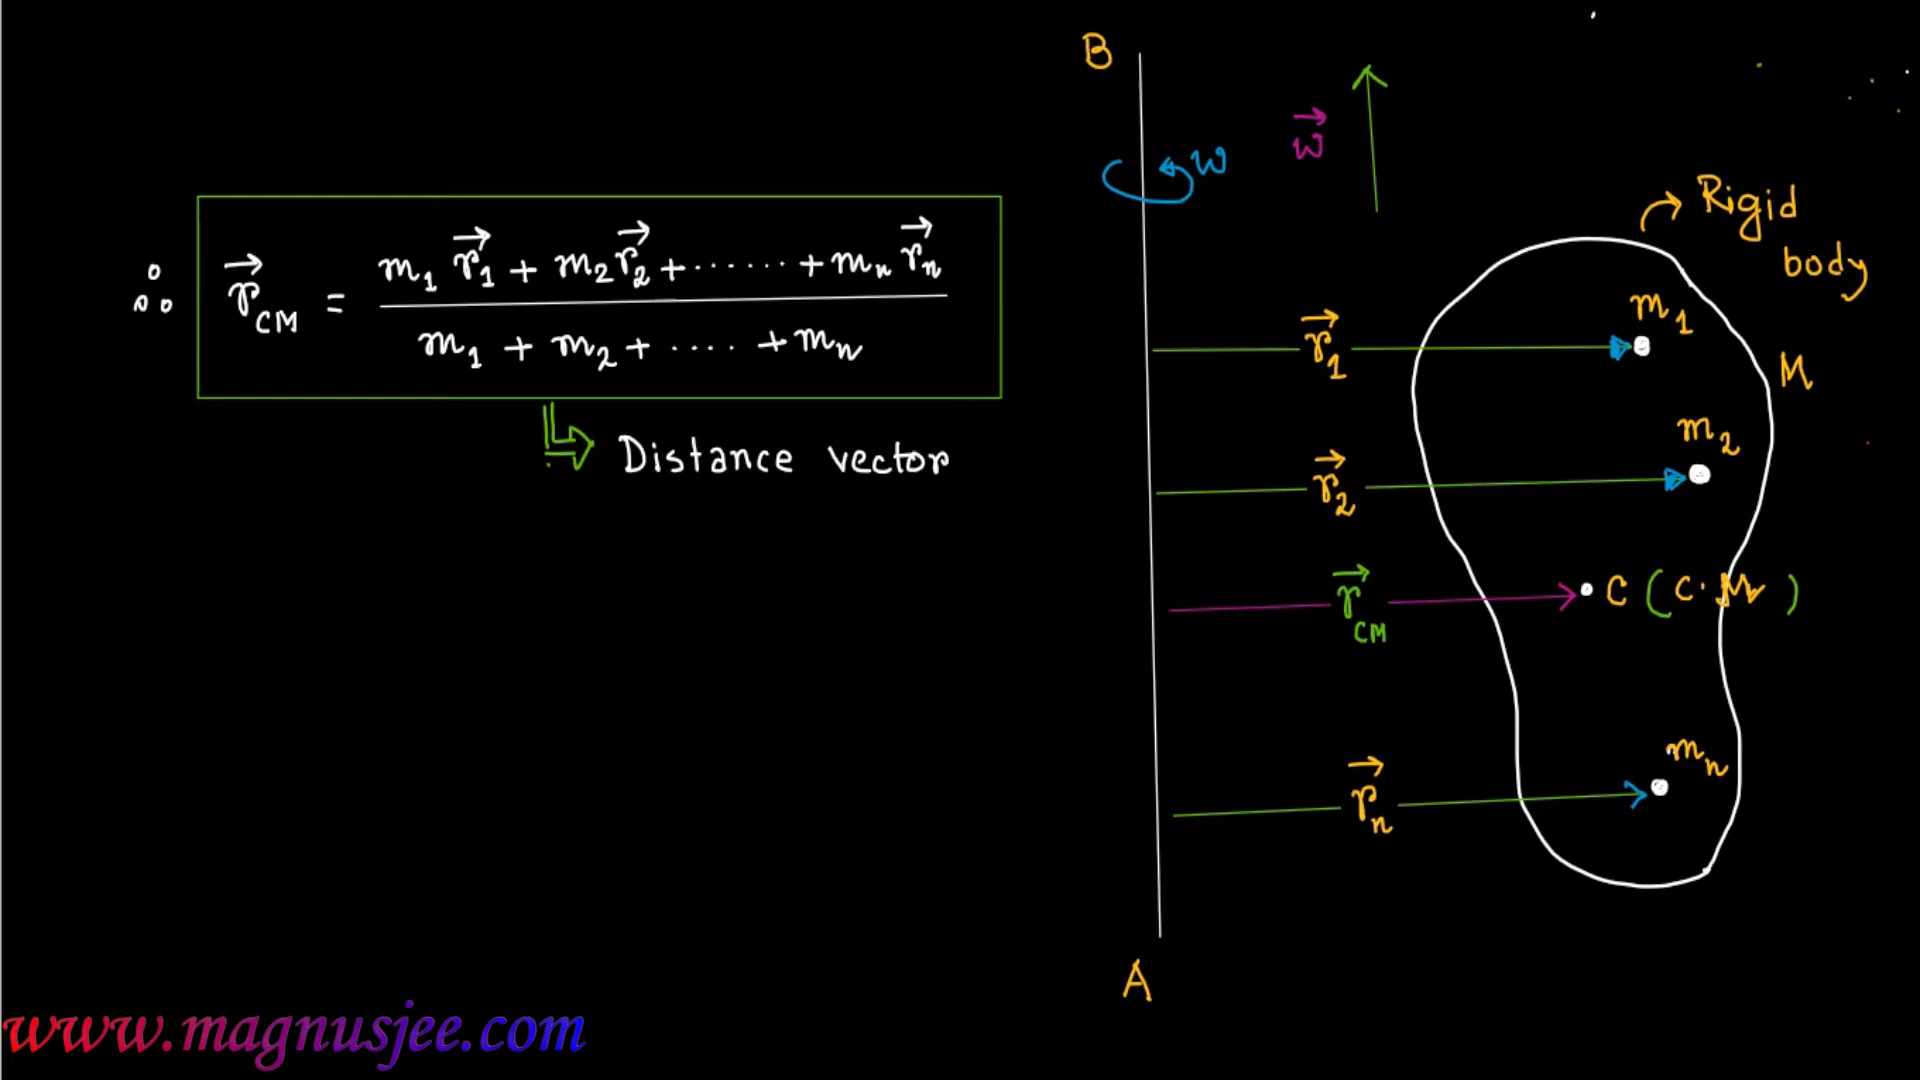 ∴ r⃗CM = (m1 r⃗1 + m2 r⃗2 + ...... + mn r⃗n) / (m1 + m2 + .... + mn)
Distance vector
B
ω
ω⃗
Rigid
body
m1
r⃗1
M
m2
r⃗2
r⃗CM
C (C.M)
mn
r⃗n
A
www.magnusjee.com